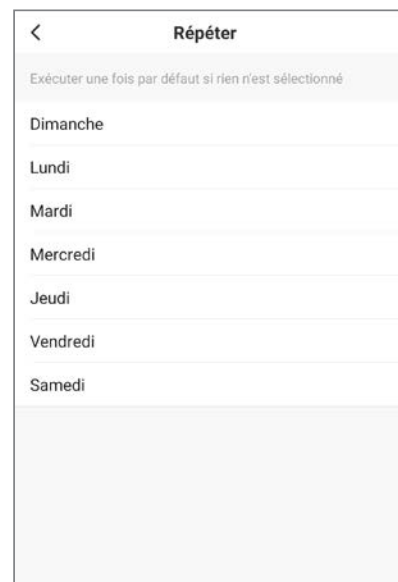 Répéter
Exécuter une fois par défaut si rien n'est sélectionné
Dimanche
Lundi
Mardi
Mercredi
Jeudi
Vendredi
Samedi